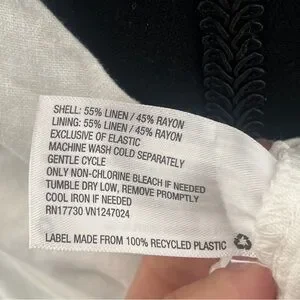 SHELL: 55% LINEN / 45% RAYON
LINING: 55% LINEN / 45% RAYON
EXCLUSIVE OF ELASTIC
MACHINE WASH COLD SEPARATELY
GENTLE CYCLE
ONLY NON-CHLORINE BLEACH IF NEEDED
TUMBLE DRY LOW, REMOVE PROMPTLY
COOL IRON IF NEEDED
RN17730 VN1247024
LABEL MADE FROM 100% RECYCLED PLASTIC